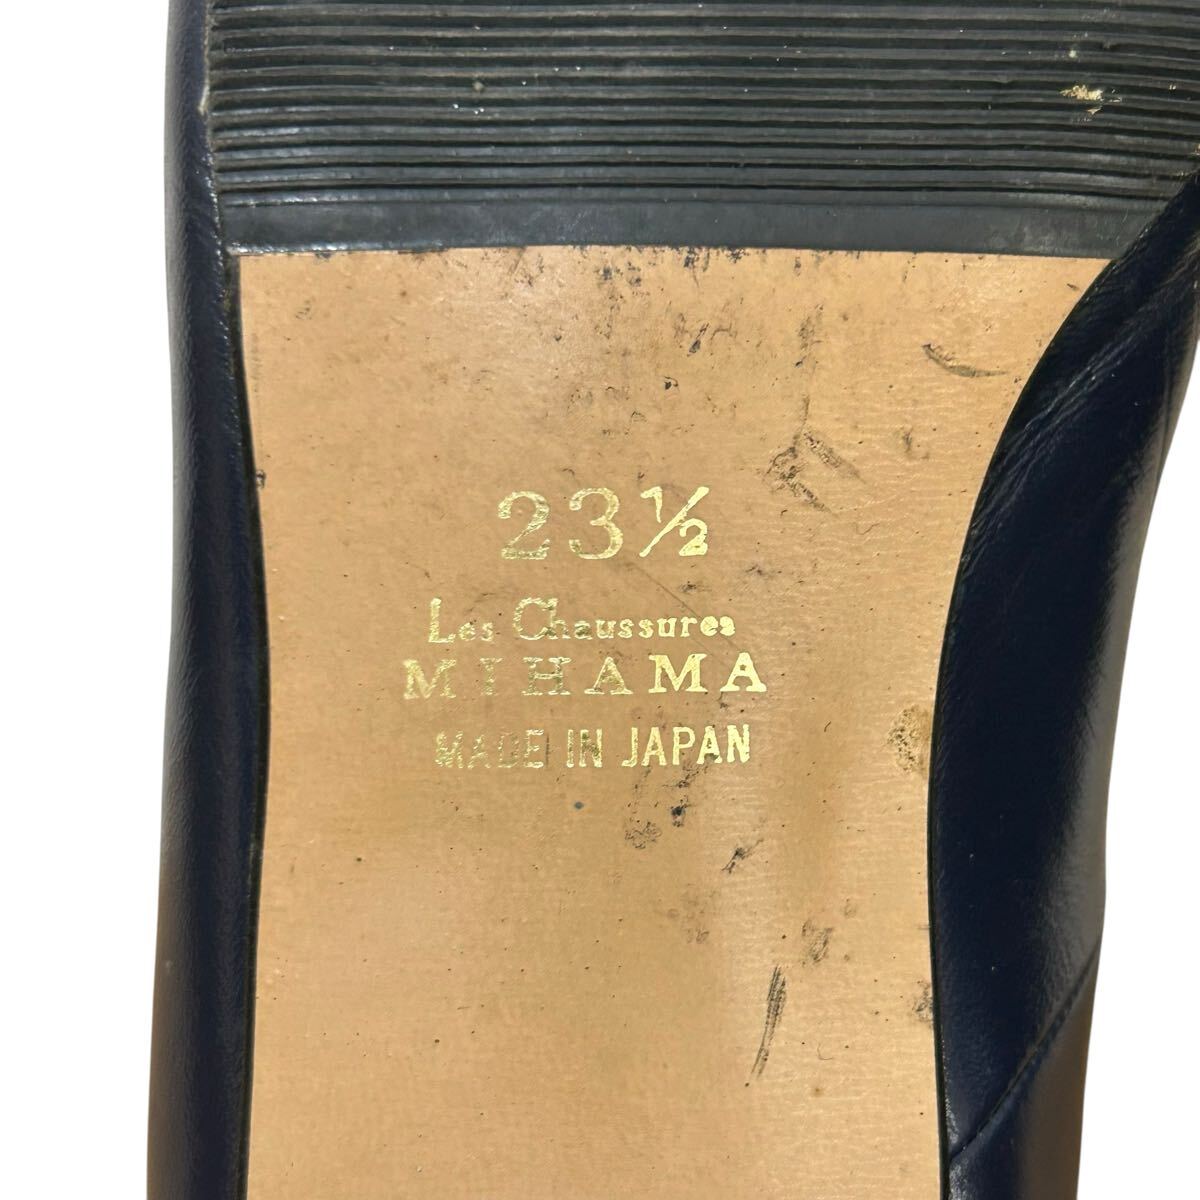 23½
Les Chaussures
MIHAMA
MADE IN JAPAN